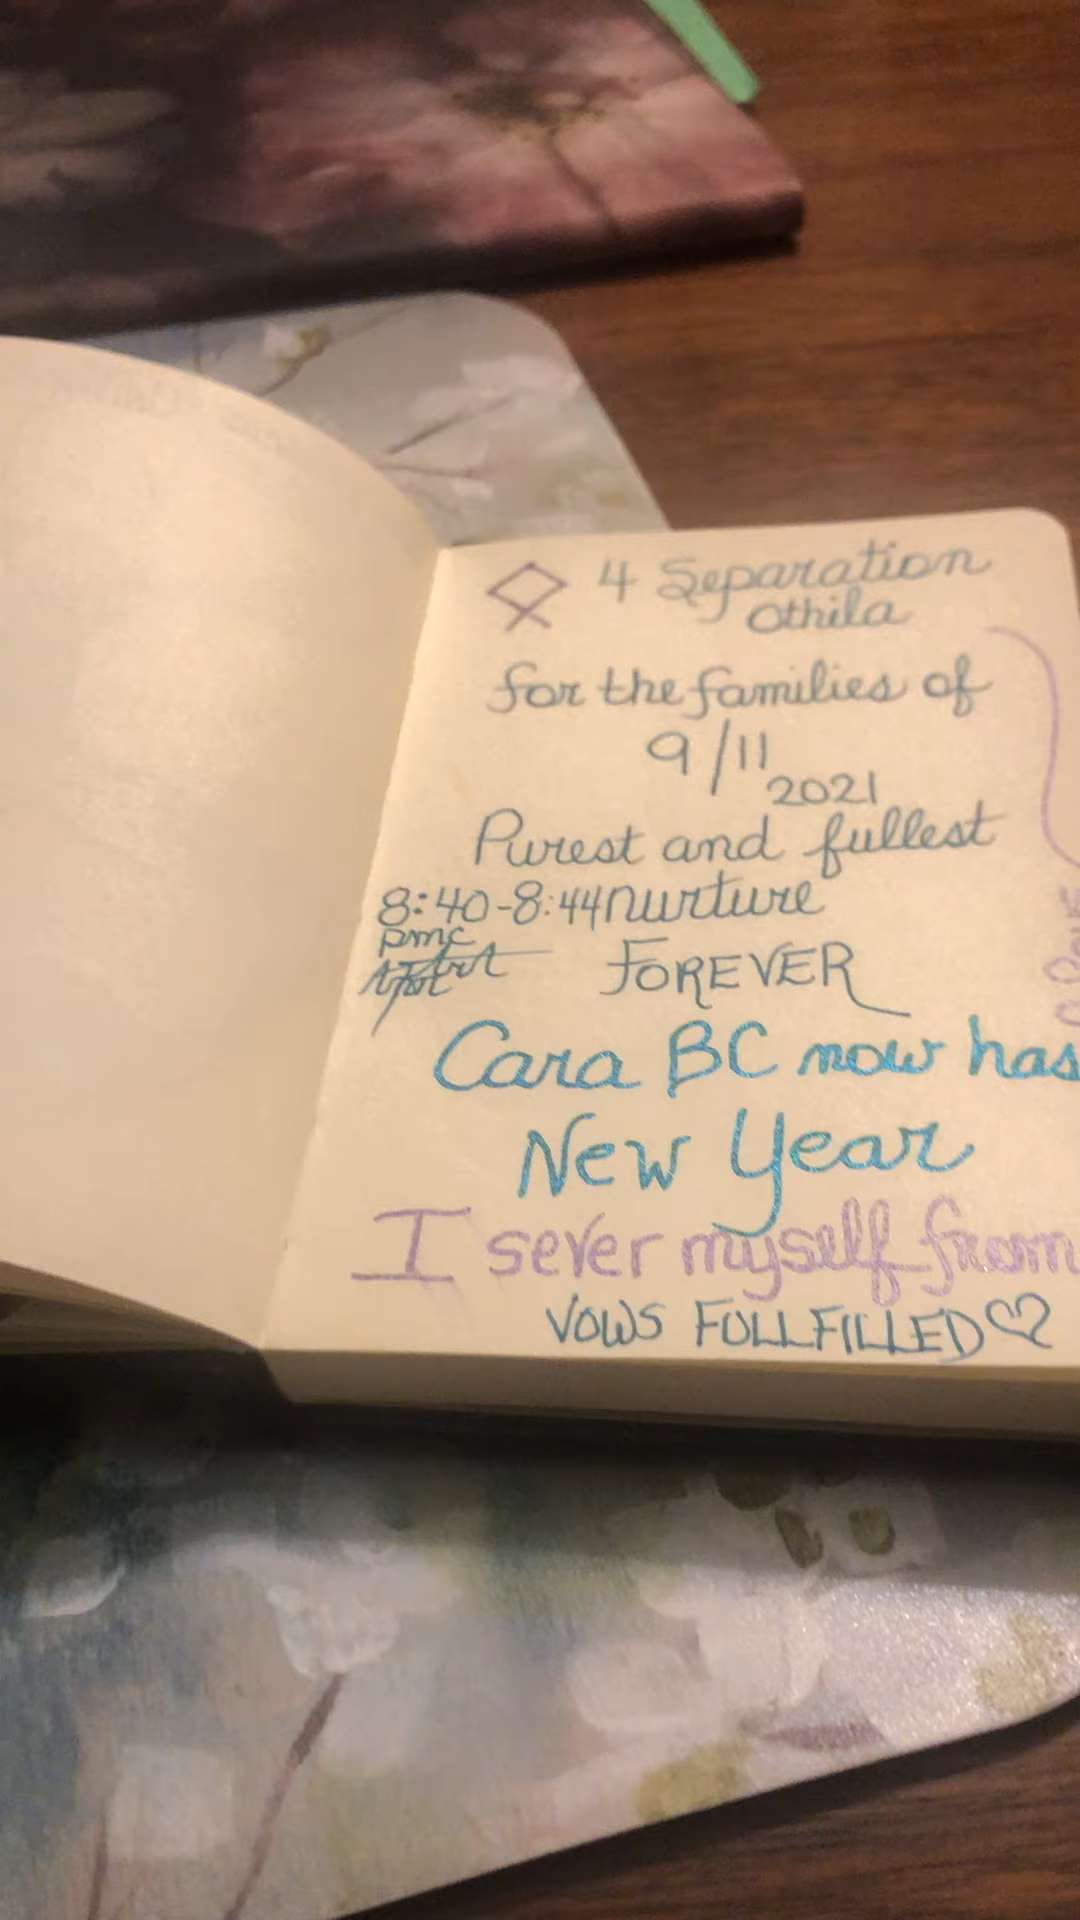 4 Separation
Othila
for the families of
9/11
2021
Purest and fullest
8:40-8:44 nurture
pmc
FOREVER
Cara BC now has
New Year
I sever myself from
VOWS FULLFILLED